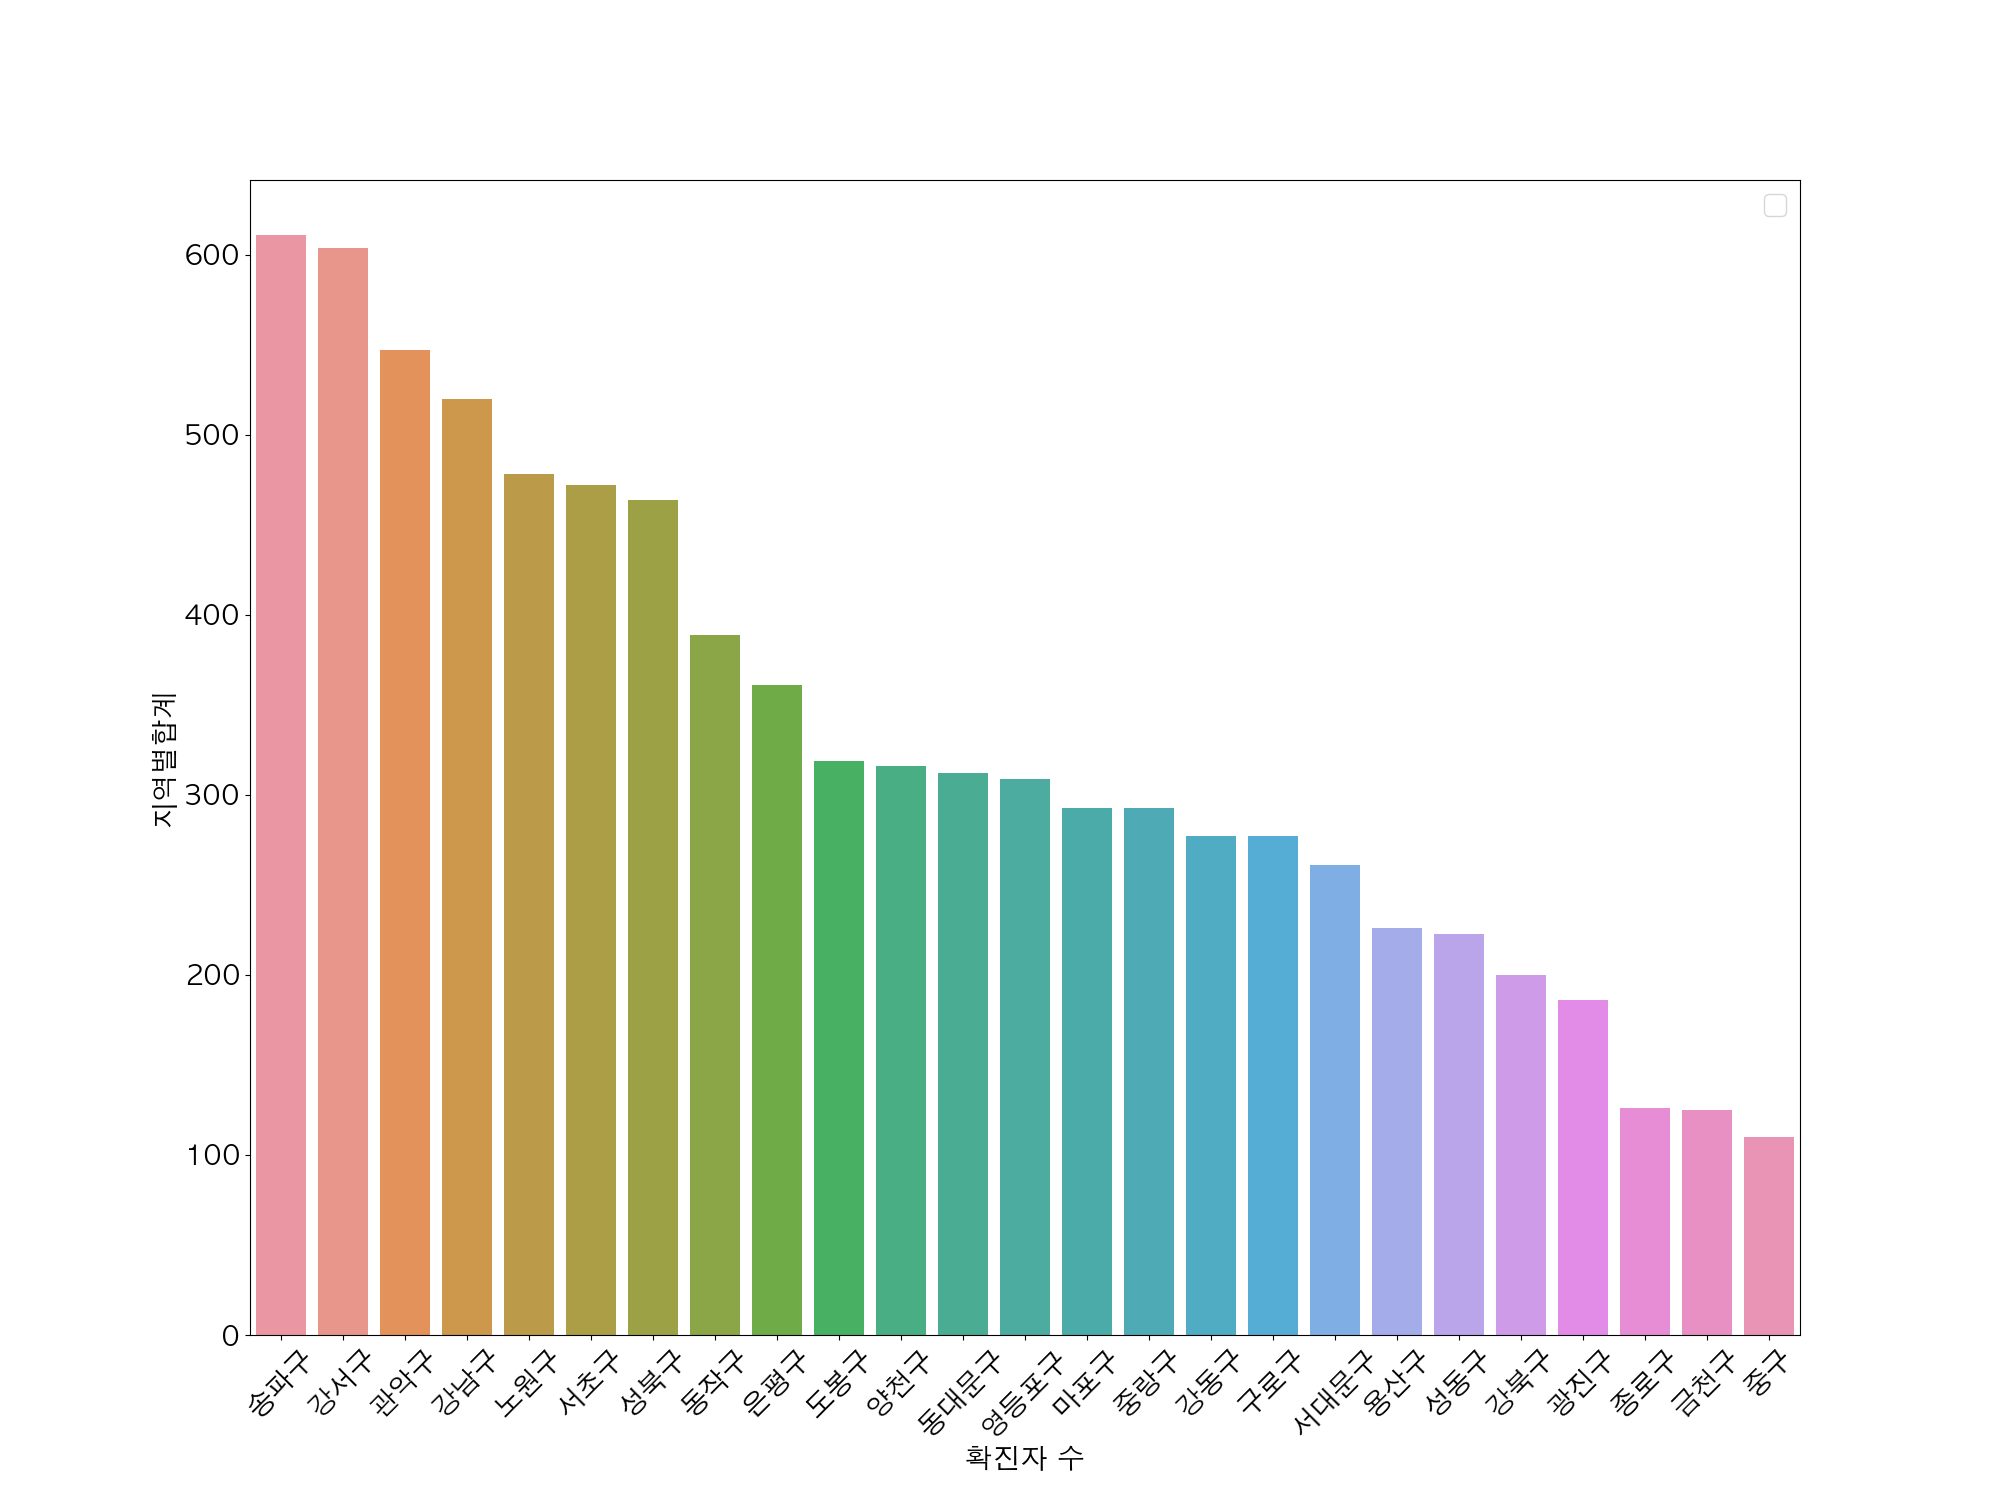 600
500
400
300
200
100
0
지역별합계
송파구
강서구
관악구
강남구
노원구
서초구
성북구
동작구
은평구
도봉구
양천구
동대문구
영등포구
마포구
중랑구
강동구
구로구
서대문구
용산구
성동구
강북구
광진구
종로구
금천구
중구
확진자 수